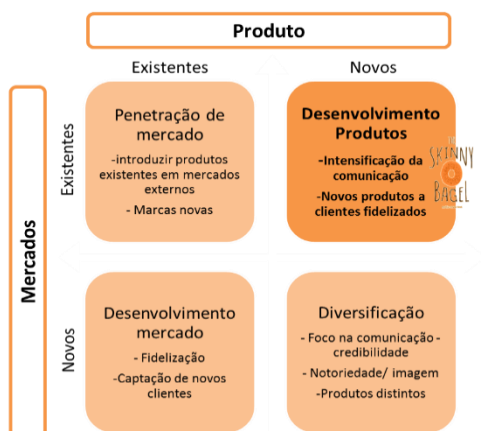 Produto
Existentes
Novos
Mercados
Existentes
Penetração de
mercado
-introduzir produtos
existentes em mercados
externos
- Marcas novas
Desenvolvimento
Produtos
-Intensificação da
comunicação
-Novos produtos a
clientes fidelizados
SKINNY
BAGEL
Novos
Desenvolvimento
mercado
- Fidelização
-Captação de novos
clientes
Diversificação
- Foco na comunicação -
credibilidade
- Notoriedade/ imagem
-Produtos distintos